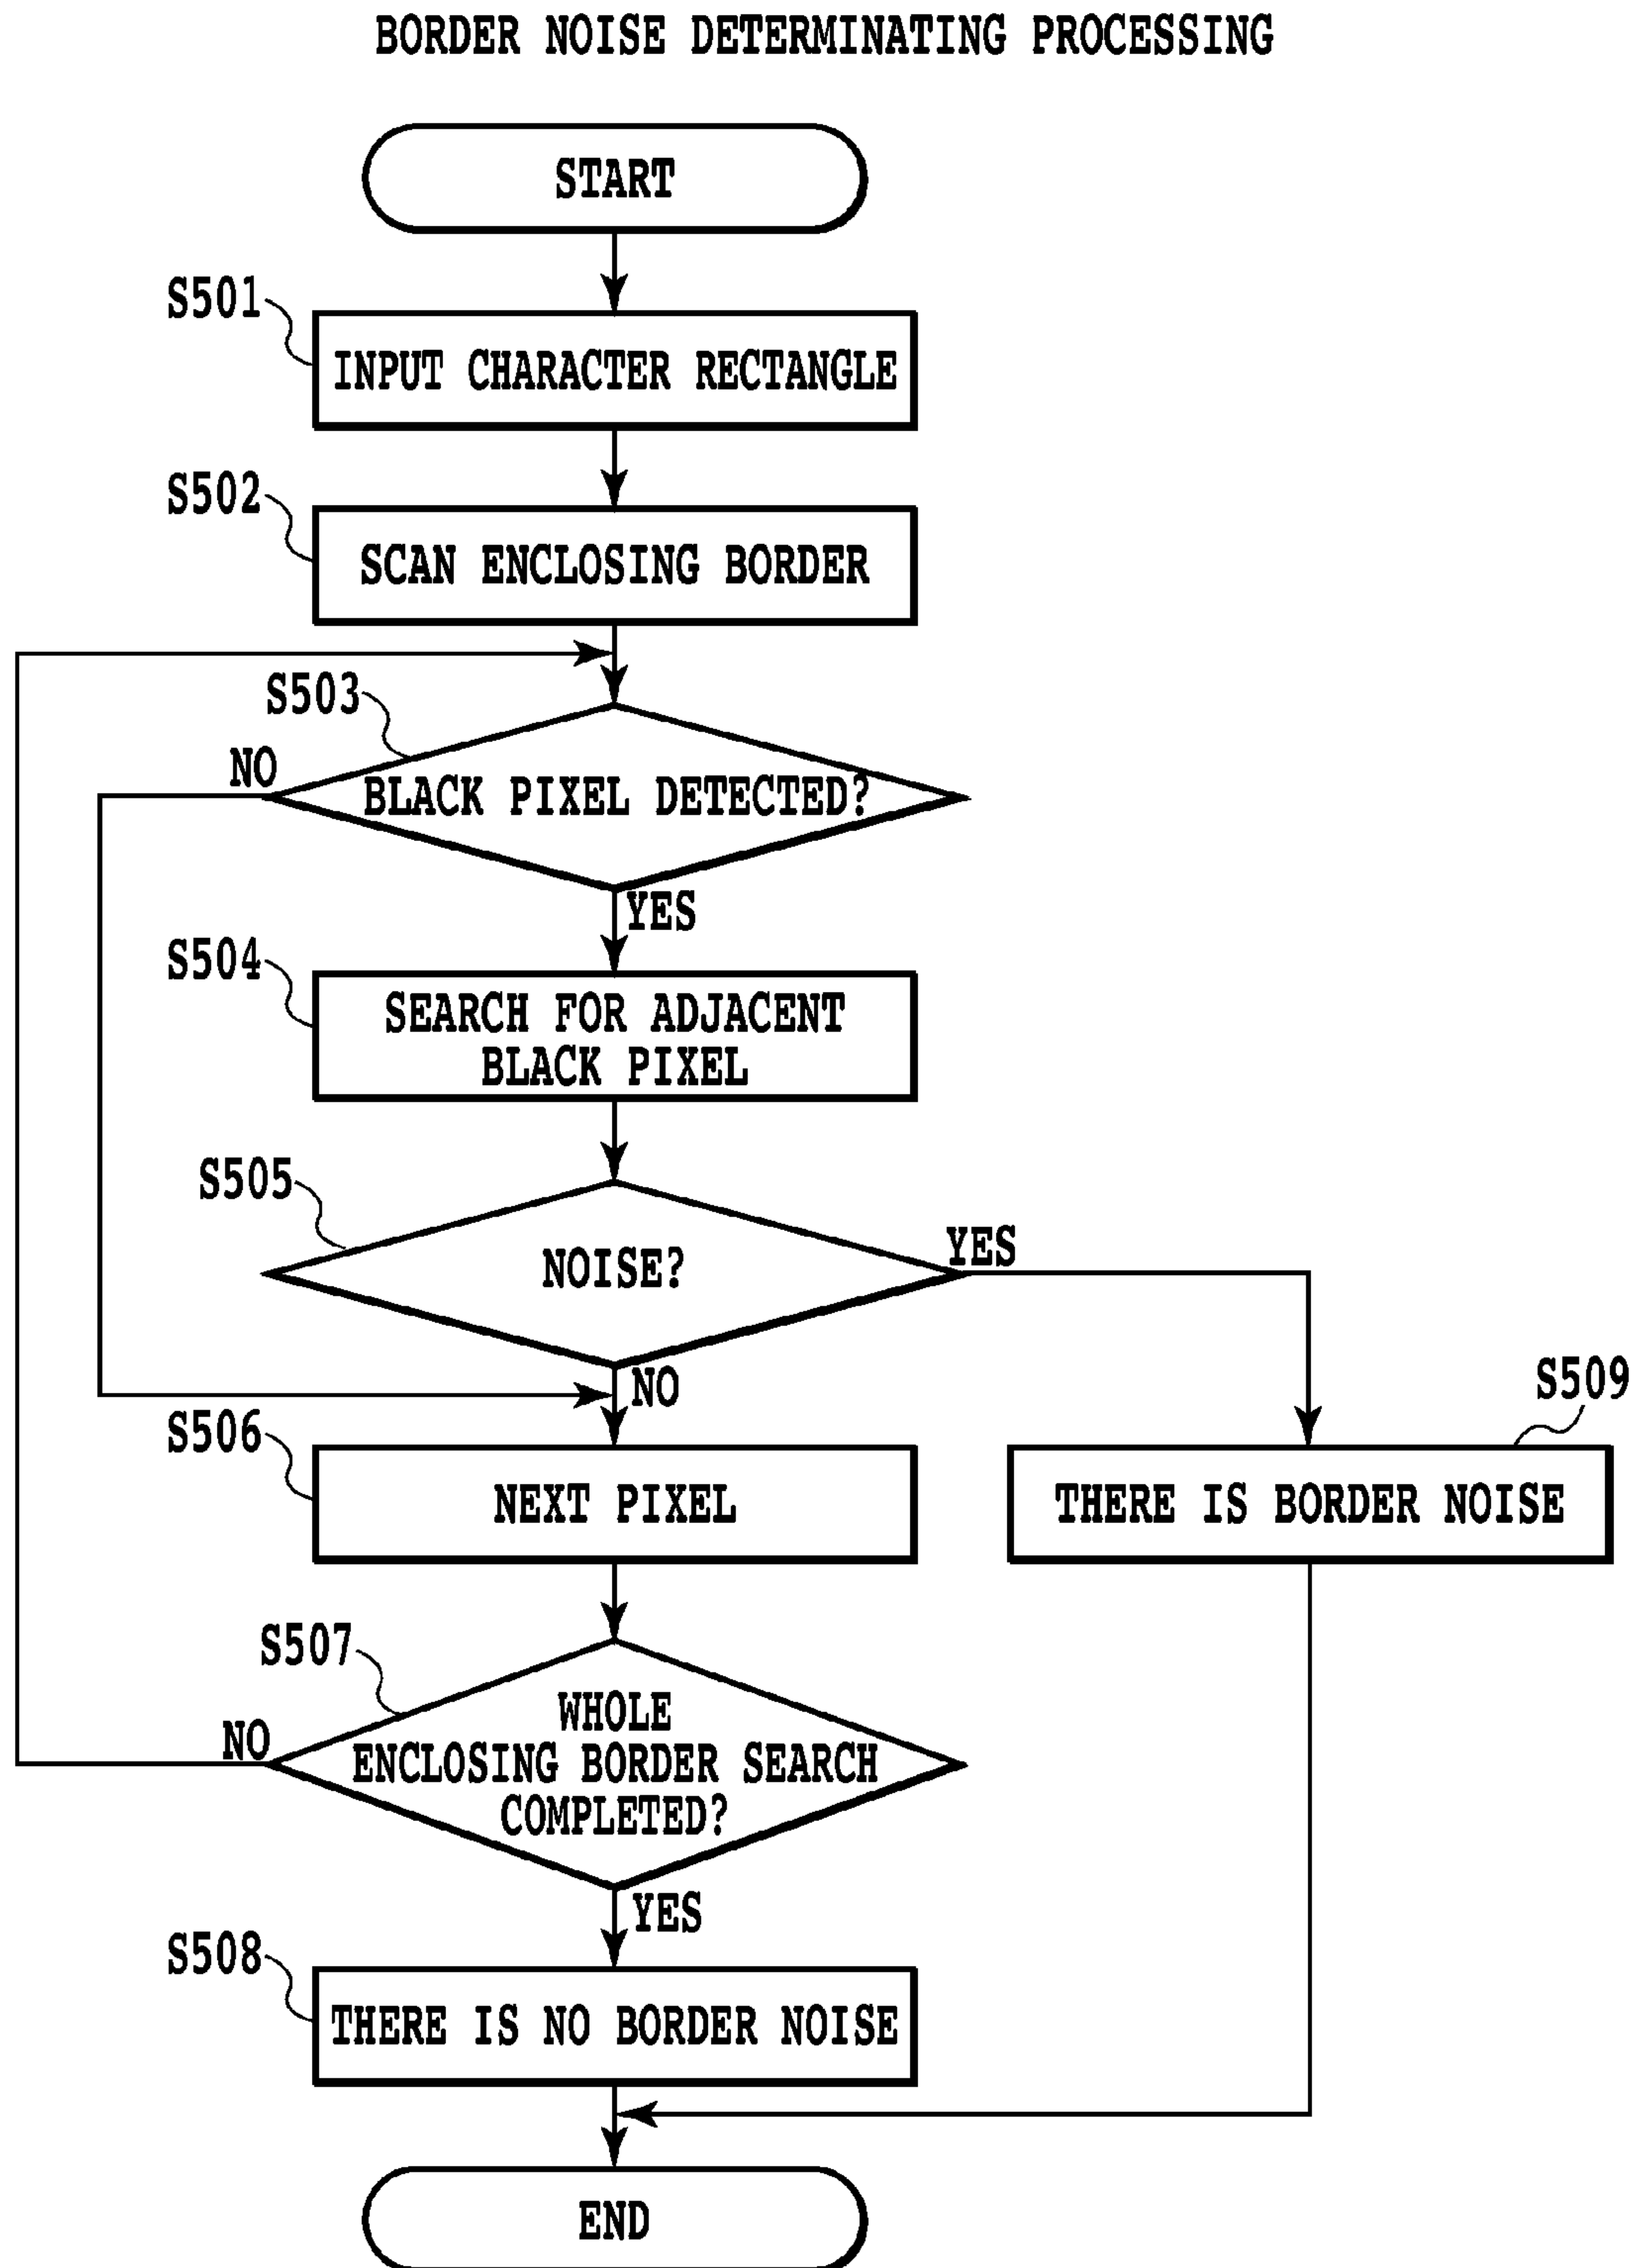 BORDER NOISE DETERMINATING PROCESSING
START
S501
INPUT CHARACTER RECTANGLE
S502
SCAN ENCLOSING BORDER
S503
NO
BLACK PIXEL DETECTED?
YES
S504
SEARCH FOR ADJACENT
BLACK PIXEL
S505
NOISE?
YES
NO
S509
S506
NEXT PIXEL
THERE IS BORDER NOISE
S507
NO
WHOLE
ENCLOSING BORDER SEARCH
COMPLETED?
YES
S508
THERE IS NO BORDER NOISE
END